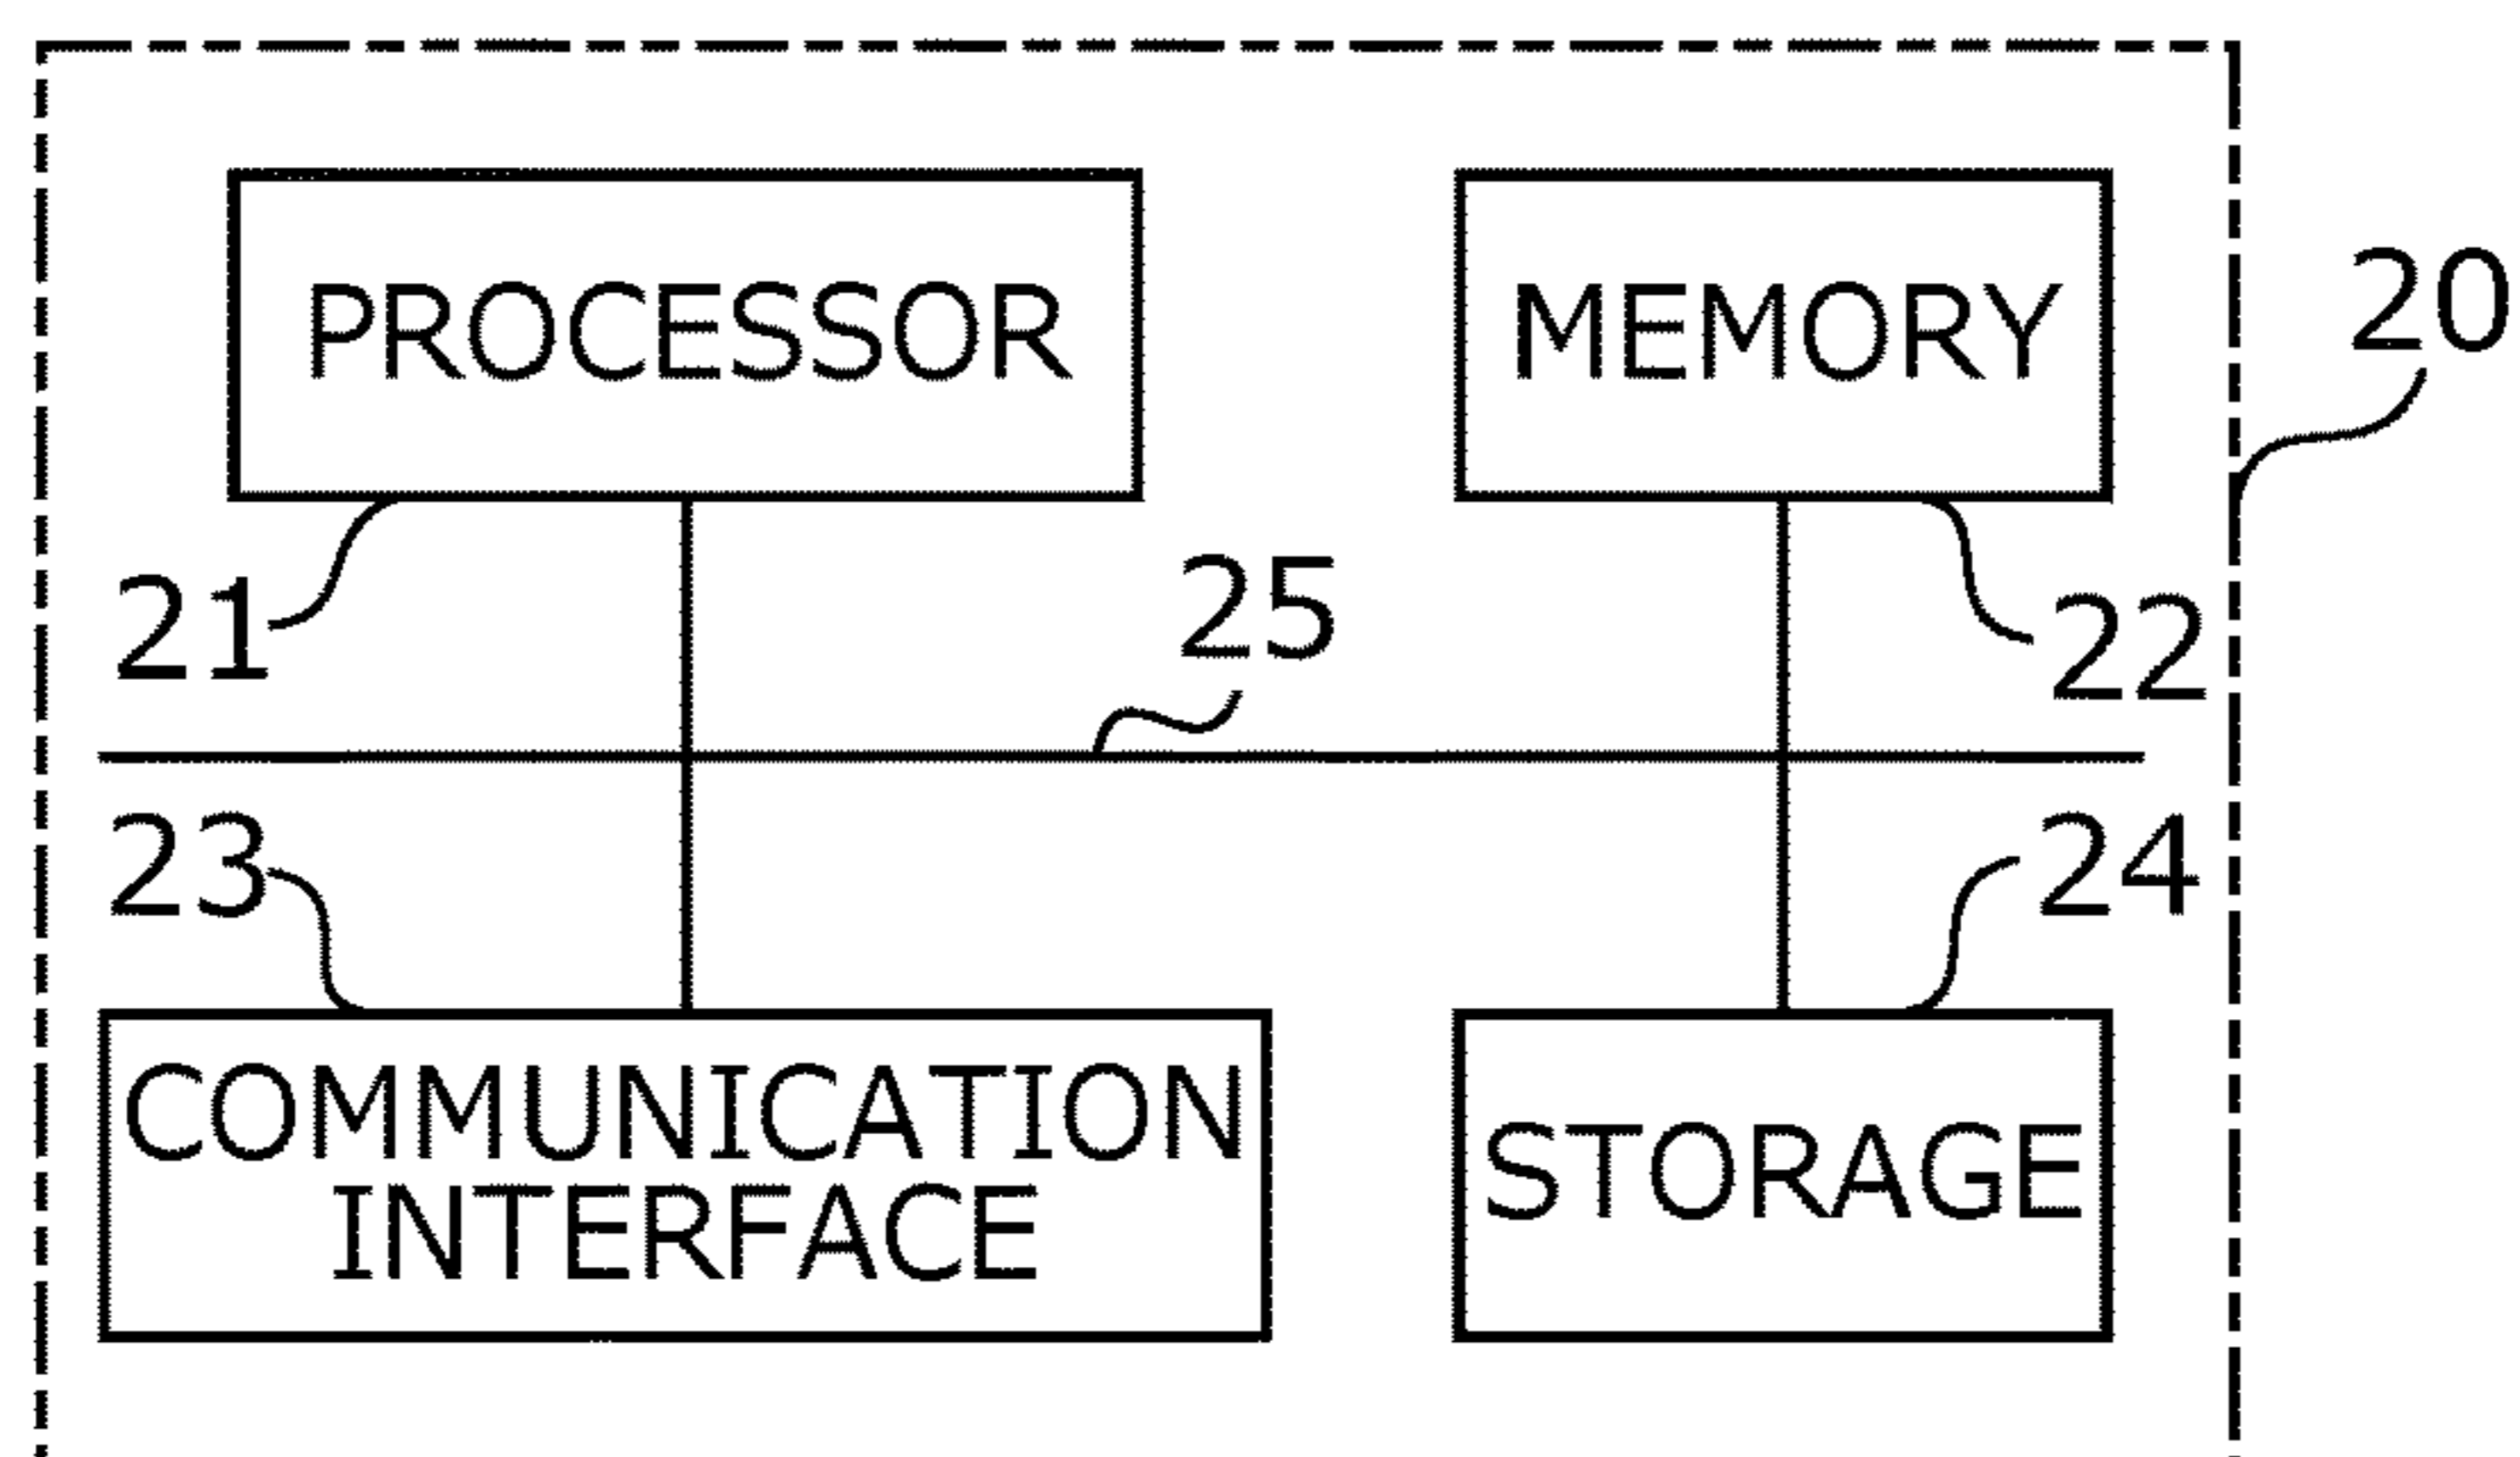 PROCESSOR
MEMORY
20
21
25
22
23
24
COMMUNICATION
INTERFACE
STORAGE